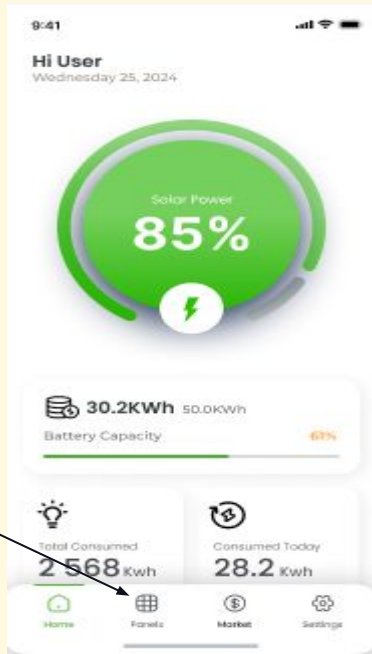 9:41
Hi User
Wednesday 25, 2024
Solar Power
85%
30.2KWh 50.0KWh
Battery Capacity 61%
Total Consumed Consumed Today
2 568 Kwh 28.2 Kwh
Home Panels Market Settings